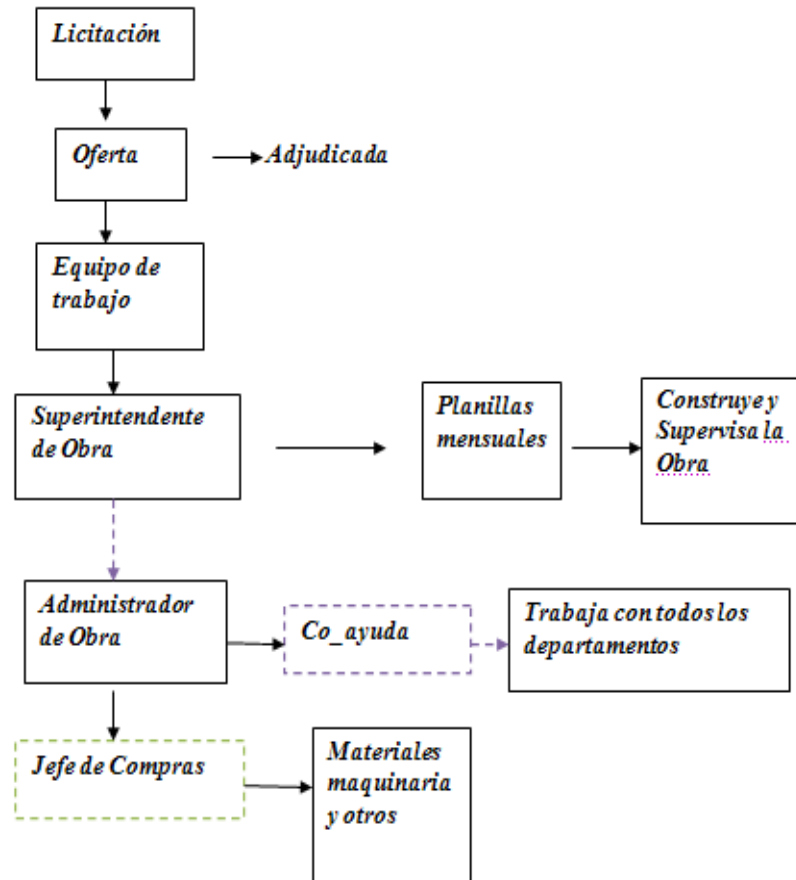 Licitación
Oferta
Adjudicada
Equipo de
trabajo
Superintendente
de Obra
Planillas
mensuales
Construye y
Supervisa la
Obra
Administrador
de Obra
Co_ayuda
Trabaja con todos los
departamentos
Jefe de Compras
Materiales
maquinaria
y otros